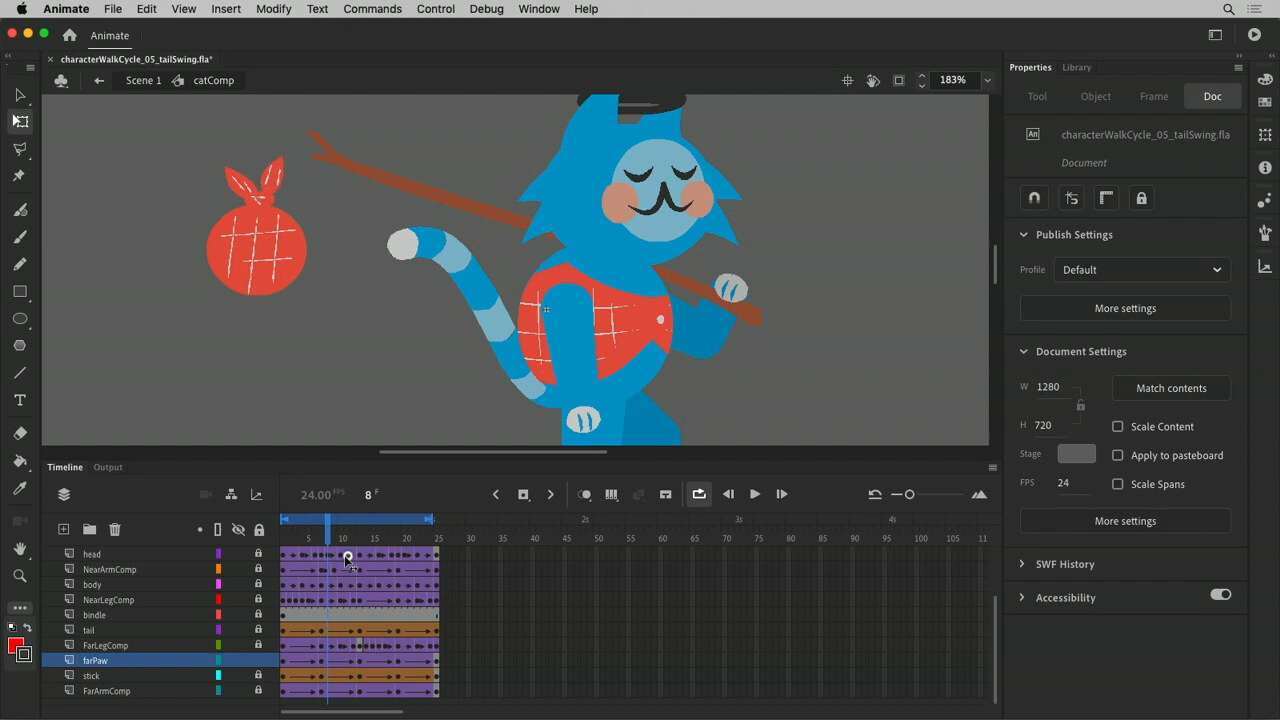 Animate File Edit View Insert Modify Text Commands Control Debug Window Help
Animate
characterWalkCycle_05_tailSwing.fla*
Scene 1 catComp 183%
Properties Library
Tool Object Frame Doc
An characterWalkCycle_05_tailSwing.fla
Document
Publish Settings
Profile Default
More settings
Document Settings
W 1280 Match contents
H 720 Scale Content
Stage Apply to pasteboard
FPS 24 Scale Spans
More settings
SWF History
Accessibility
Timeline Output
24.00 FPS 8 F
1s 2s 3s 4s
5 10 15 20 25 30 35 40 45 50 55 60 65 70 75 80 85 90 95 100 105 11
head
NearArmComp
body
NearLegComp
bindle
tail
FarLegComp
farPaw
stick
FarArmComp